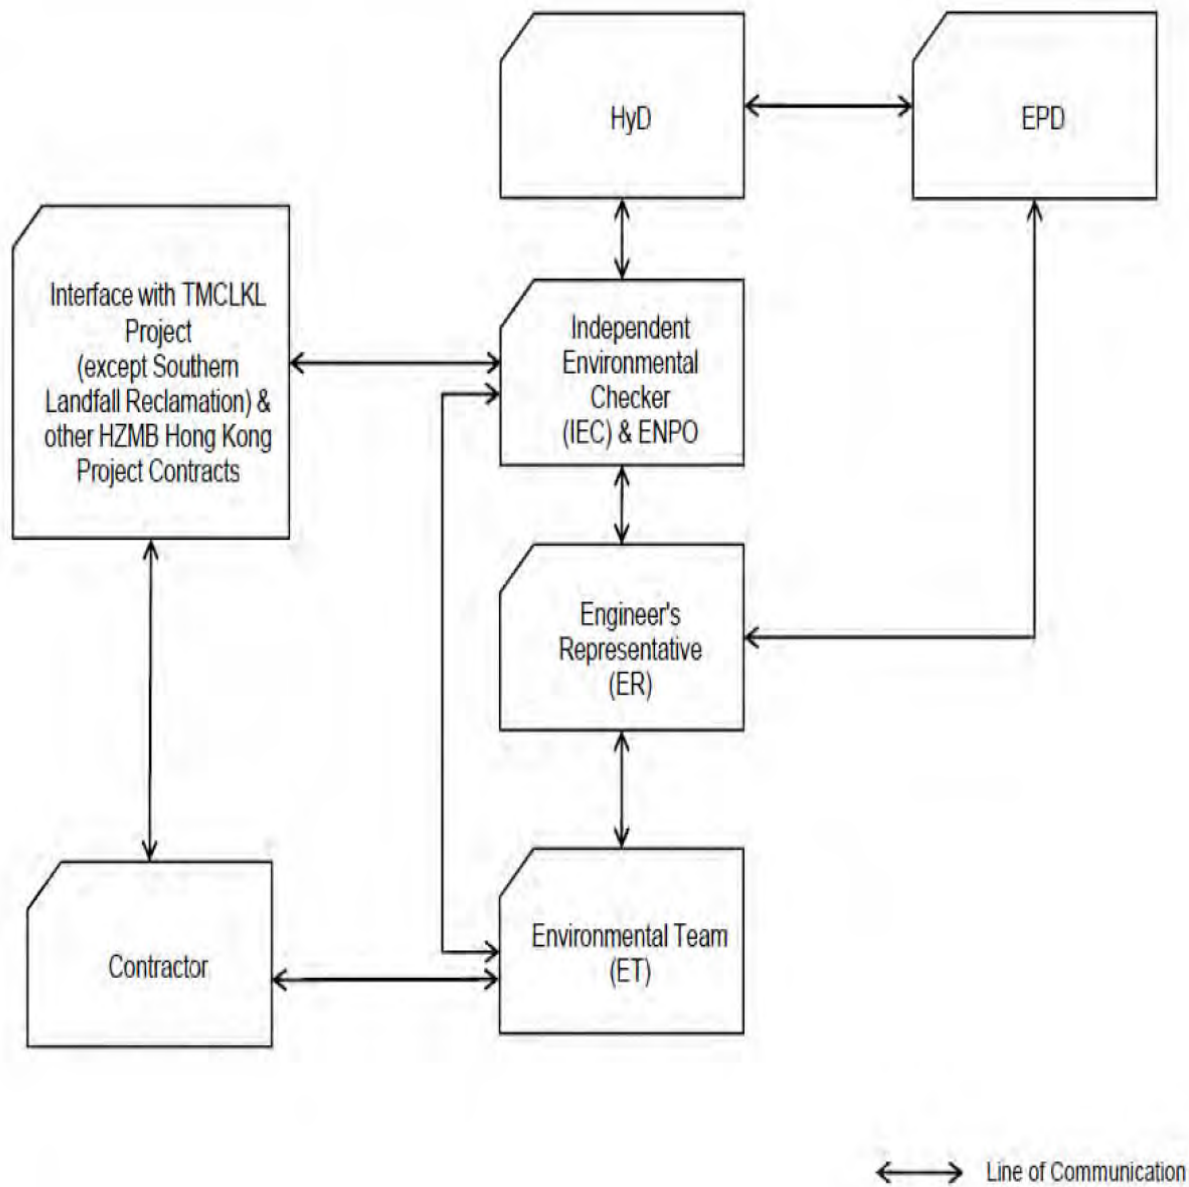 HyD
EPD
Interface with TMCLKL
Project
(except Southern
Landfall Reclamation) &
other HZMB Hong Kong
Project Contracts
Independent
Environmental
Checker
(IEC) & ENPO
Engineer's
Representative
(ER)
Environmental Team
(ET)
Contractor
Line of Communication